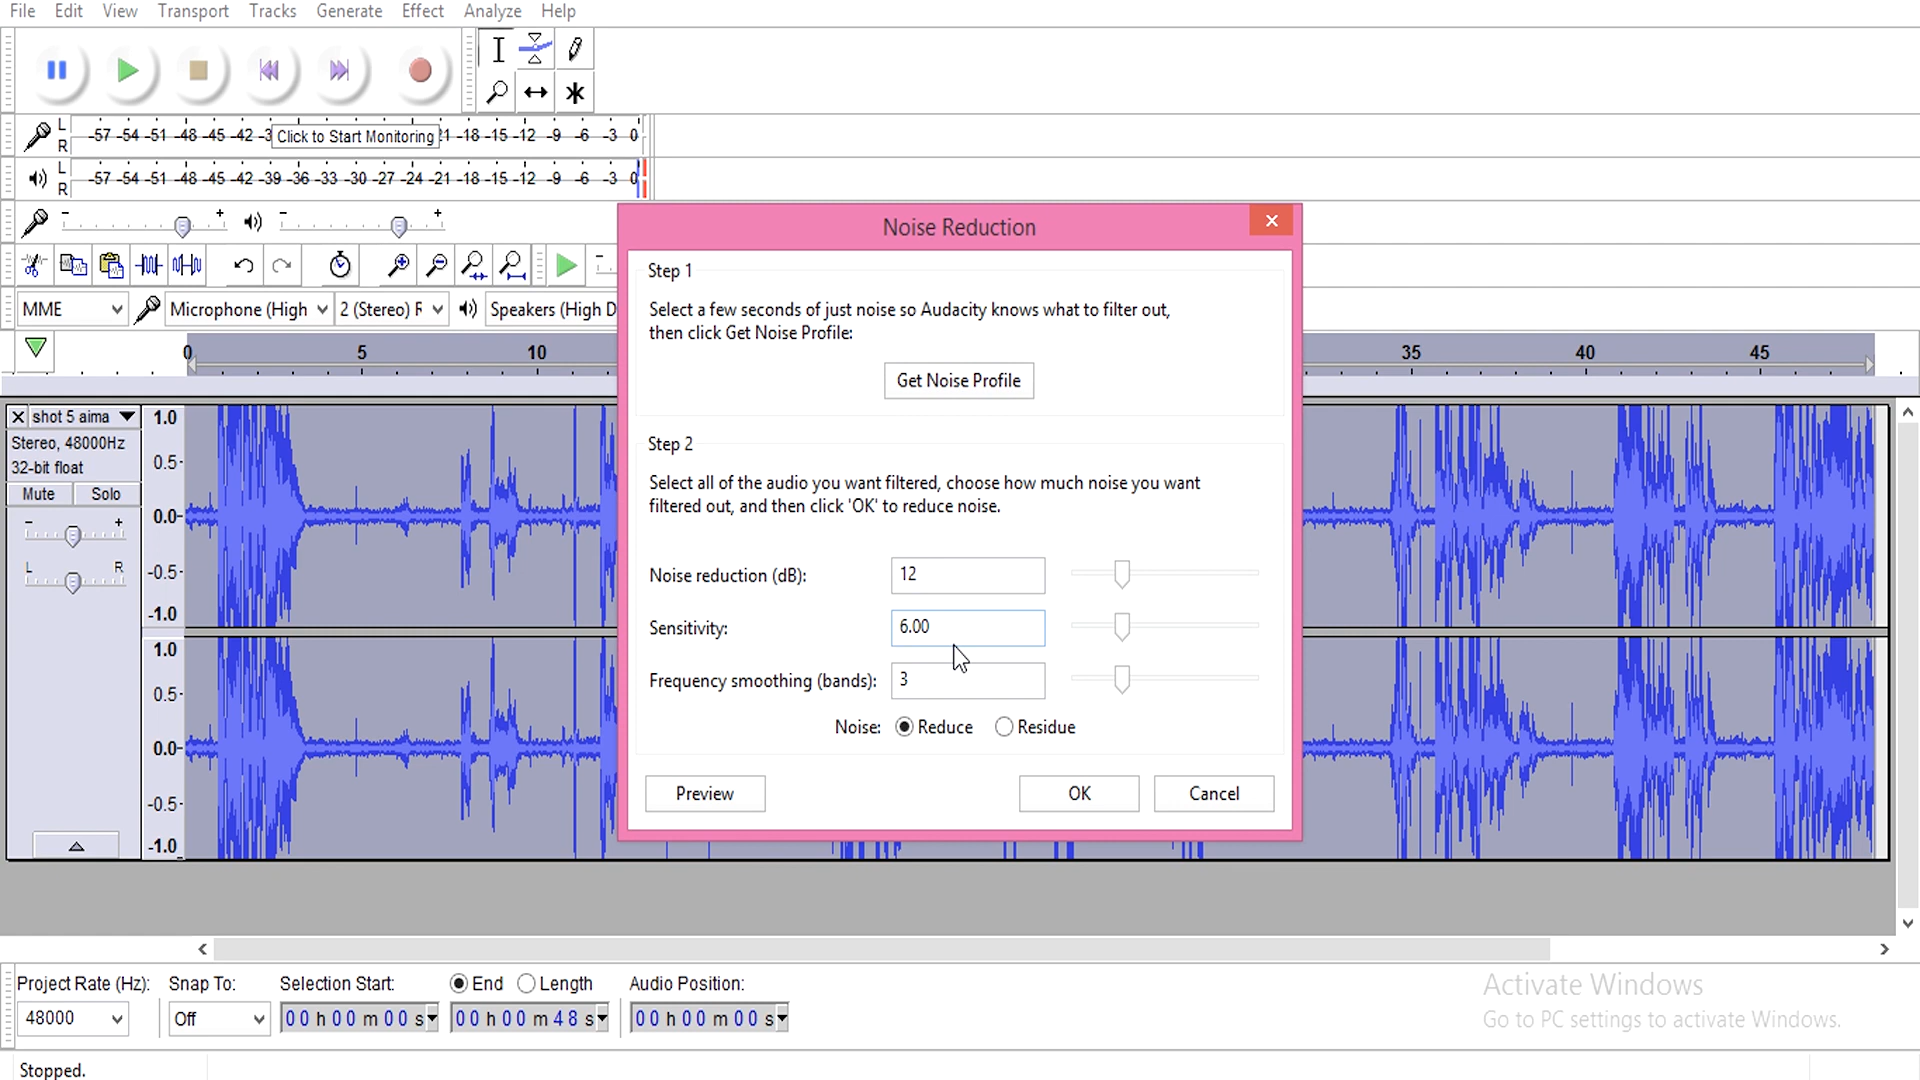 File Edit View Transport Tracks Generate Effect Analyze Help
L -57 -54 -51 -48 -45 -42 -3 Click to Start Monitoring 21 -18 -15 -12 -9 -6 -3 0
R
L -57 -54 -51 -48 -45 -42 -39 -36 -33 -30 -27 -24 -21 -18 -15 -12 -9 -6 -3 0
R
- + - +
Noise Reduction
MME Microphone (High 2 (Stereo) R Speakers (High D
0 5 10 35 40 45
Step 1
Select a few seconds of just noise so Audacity knows what to filter out,
then click Get Noise Profile:
Get Noise Profile
Step 2
Select all of the audio you want filtered, choose how much noise you want
filtered out, and then click 'OK' to reduce noise.
Noise reduction (dB): 12
Sensitivity: 6.00
Frequency smoothing (bands): 3
Noise: Reduce Residue
Preview OK Cancel
shot 5 aima
Stereo, 48000Hz
32-bit float
Mute Solo
- +
L R
1.0
0.5-
0.0-
-0.5-
-1.0
1.0
0.5-
0.0-
-0.5-
-1.0
Project Rate (Hz): Snap To: Selection Start: End Length Audio Position:
48000 Off 00 h 00 m 00 s 00 h 00 m 48 s 00 h 00 m 00 s
Activate Windows
Go to PC settings to activate Windows.
Stopped.